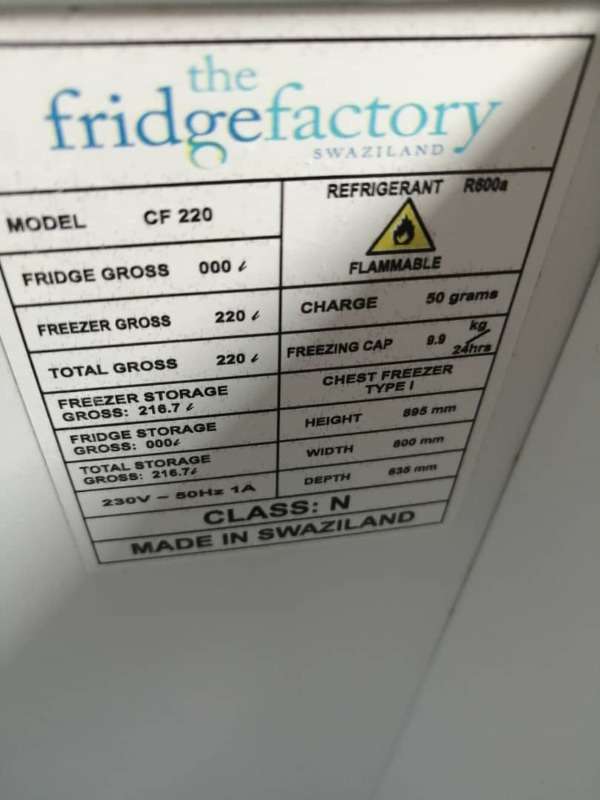 the
fridgefactory
SWAZILAND
MODEL CF 220
FRIDGE GROSS 000 ℓ
FREEZER GROSS 220 ℓ
TOTAL GROSS 220 ℓ
FREEZER STORAGE
GROSS: 216.7 ℓ
FRIDGE STORAGE
GROSS: 000ℓ
TOTAL STORAGE
GROSS: 216.7ℓ
230V ~ 50Hz 1A
REFRIGERANT R600a
FLAMMABLE
CHARGE 50 grams
FREEZING CAP 9.9 kg/24hrs
CHEST FREEZER
TYPE I
HEIGHT 895 mm
WIDTH 800 mm
DEPTH 635 mm
CLASS: N
MADE IN SWAZILAND